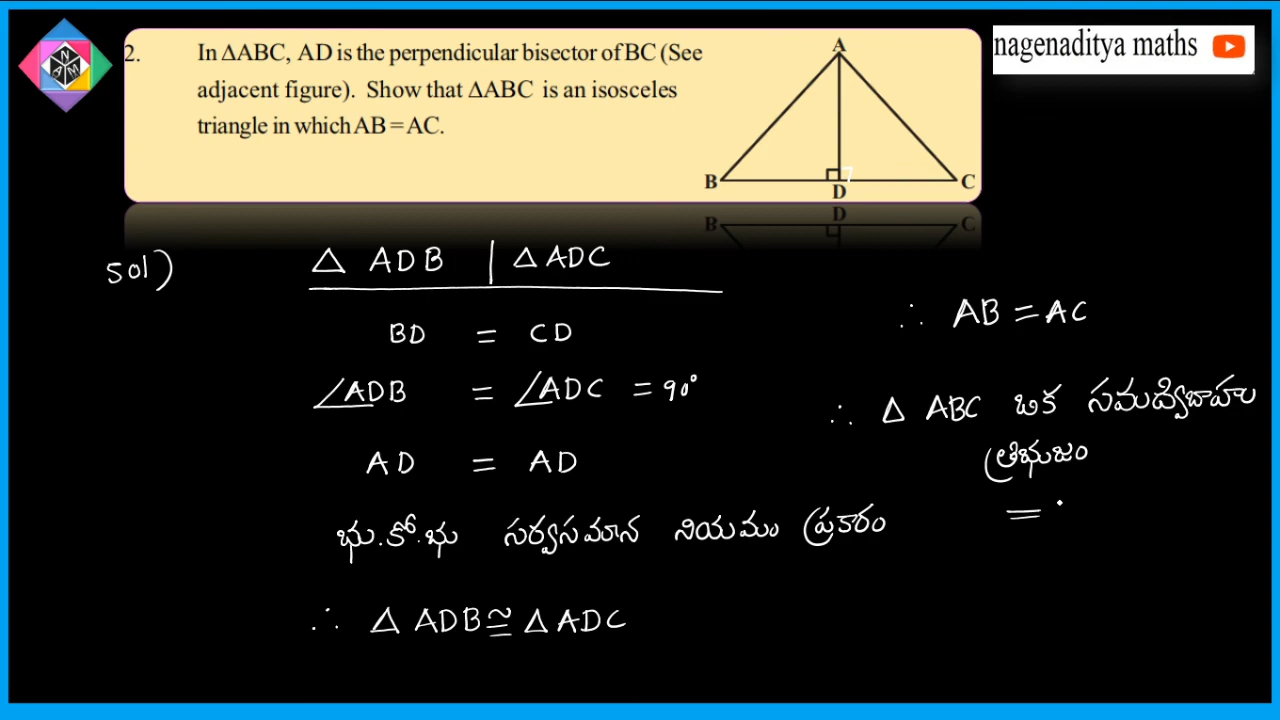 nagenaditya maths
N
A M
2. In ΔABC, AD is the perpendicular bisector of BC (See
adjacent figure). Show that ΔABC is an isosceles
triangle in which AB = AC.
A
B
D
C
B
D
C
Sol)
△ ADB | △ ADC
BD = CD
∠ADB = ∠ADC = 90°
AD = AD
భు.కో.భు సర్వసమాన నియమం ప్రకారం
∴ △ ADB ≅ △ ADC
∴ AB = AC
∴ △ ABC ఒక సమద్విబాహు
త్రిభుజం
=